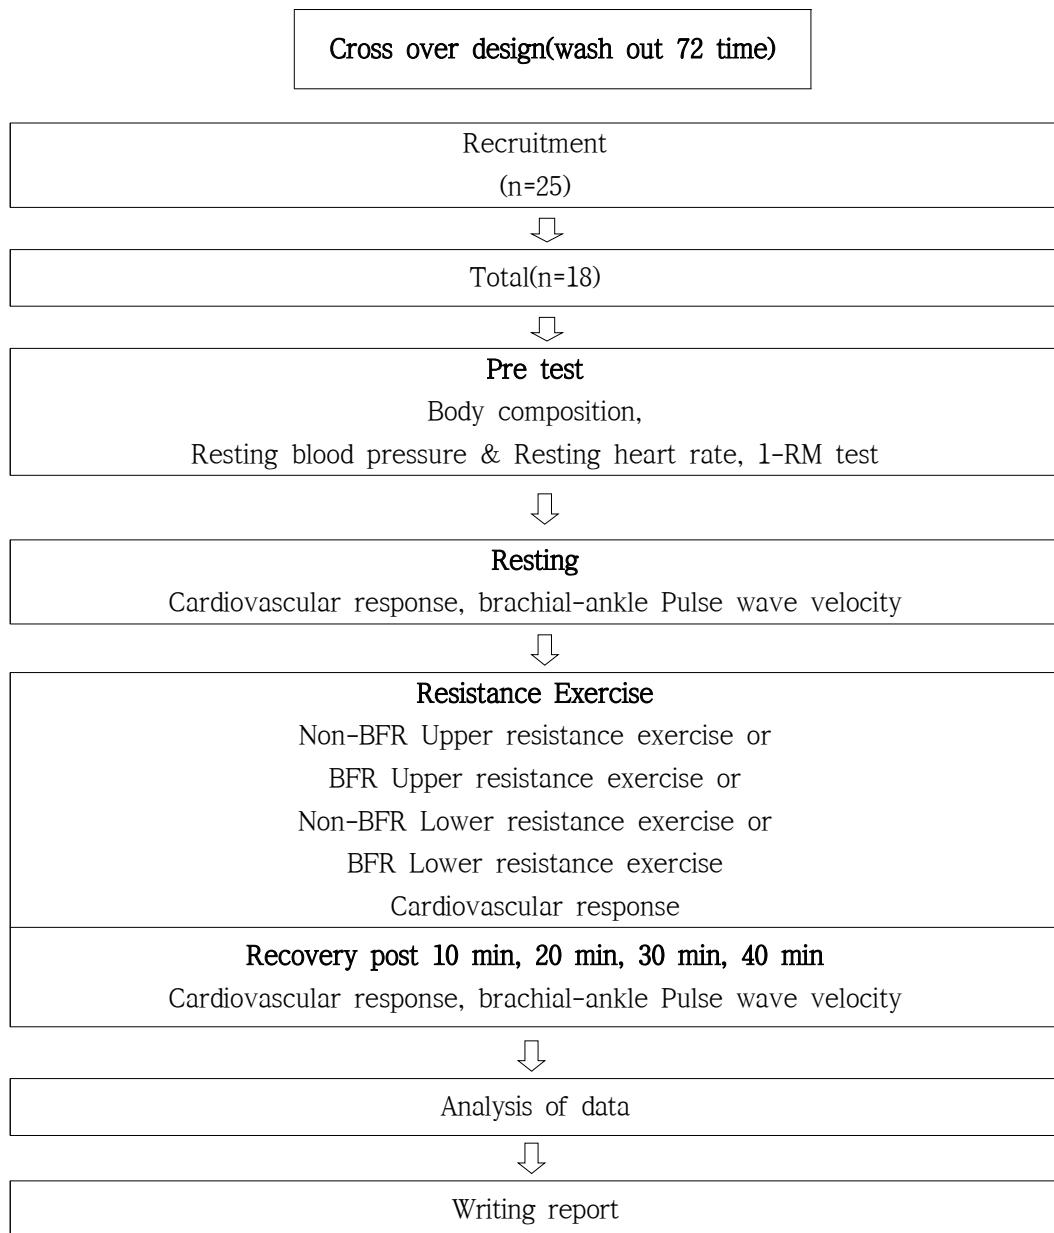 Cross over design(wash out 72 time)
Recruitment
(n=25)
Total(n=18)
Pre test
Body composition,
Resting blood pressure & Resting heart rate, 1-RM test
Resting
Cardiovascular response, brachial-ankle Pulse wave velocity
Resistance Exercise
Non-BFR Upper resistance exercise or
BFR Upper resistance exercise or
Non-BFR Lower resistance exercise or
BFR Lower resistance exercise
Cardiovascular response
Recovery post 10 min, 20 min, 30 min, 40 min
Cardiovascular response, brachial-ankle Pulse wave velocity
Analysis of data
Writing report